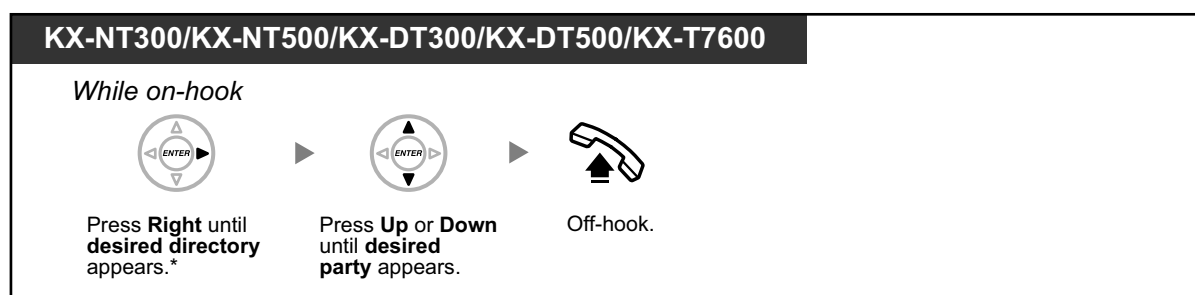 KX-NT300/KX-NT500/KX-DT300/KX-DT500/KX-T7600
While on-hook
ENTER
ENTER
Press Right until
desired directory
appears.*
Press Up or Down
until desired
party appears.
Off-hook.